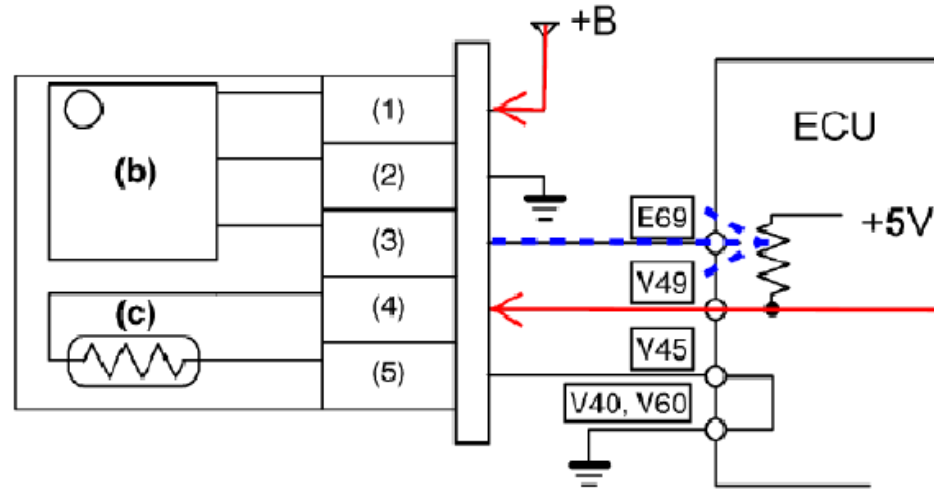 +B
(1)
ECU
(b)
(2)
E69
+5V
(3)
V49
(c)
(4)
V45
(5)
V40, V60